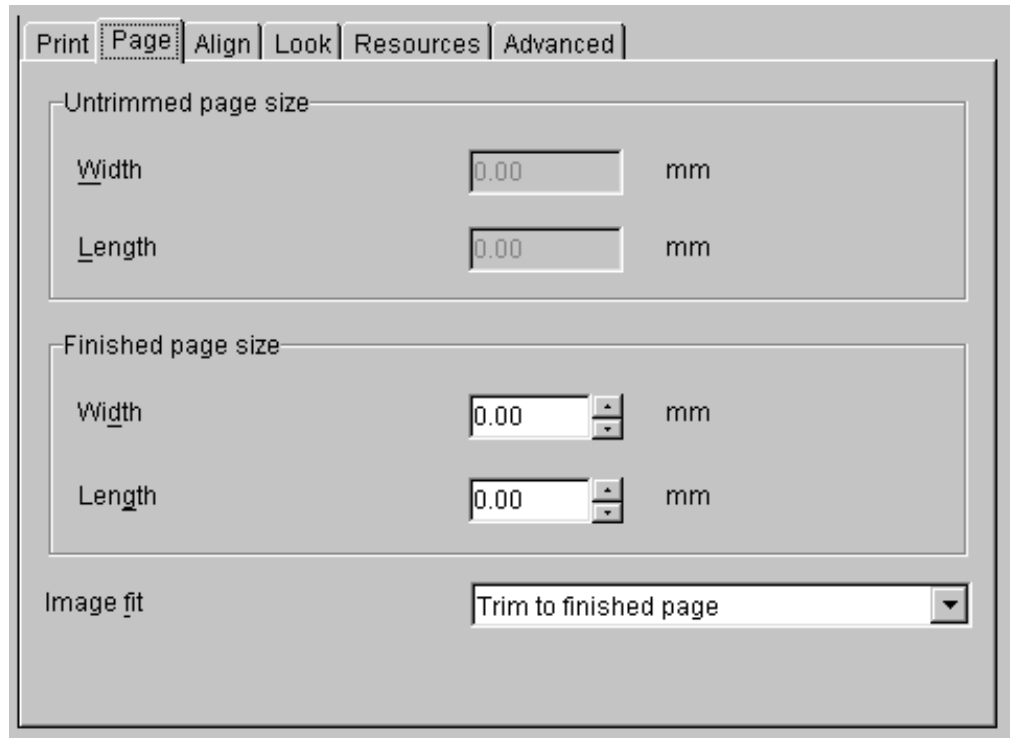 Print Page Align Look Resources Advanced
Untrimmed page size
Width 0.00 mm
Length 0.00 mm
Finished page size
Width 0.00 mm
Length 0.00 mm
Image fit Trim to finished page